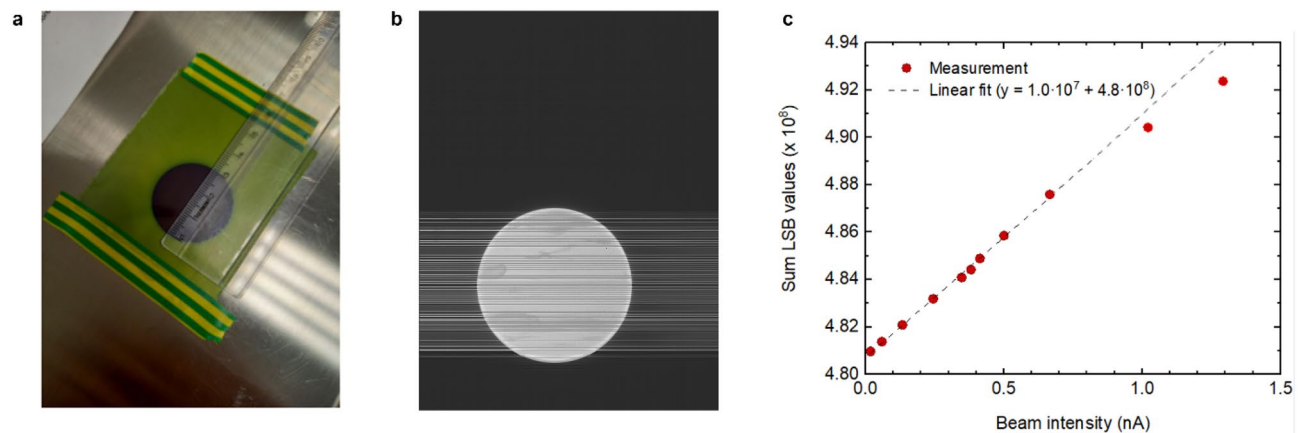 a
b
c
4.94
4.92
4.90
4.88
4.86
4.84
4.82
4.80
Sum LSB values (x 10⁸)
Measurement
Linear fit (y = 1.0·10⁷ + 4.8·10⁸)
0.0
0.5
1.0
1.5
Beam intensity (nA)